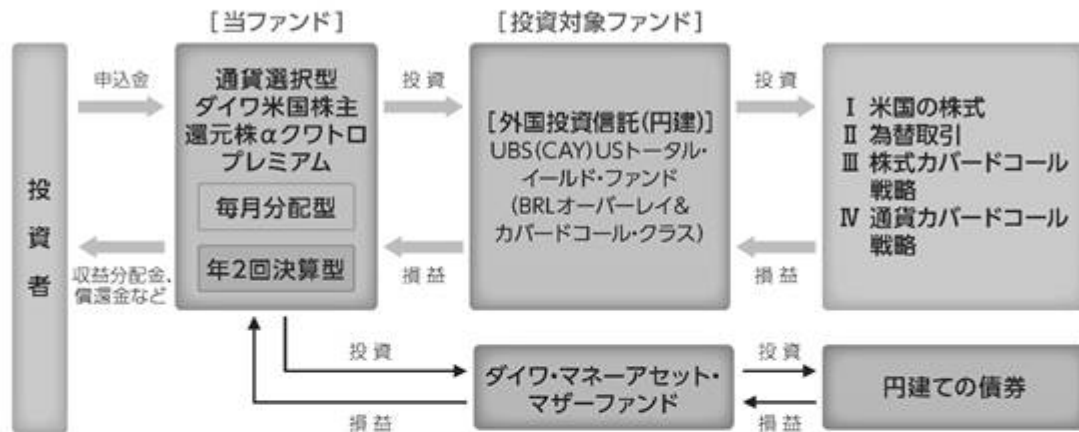 [当ファンド]
[投資対象ファンド]
投資者
申込金
収益分配金、
償還金など
通貨選択型
ダイワ米国株主
還元株αクワトロ
プレミアム
毎月分配型
年2回決算型
投資
損益
[外国投資信託(円建)]
UBS(CAY)USトータル・
イールド・ファンド
(BRLオーバーレイ&
カバードコール・クラス)
投資
損益
Ⅰ 米国の株式
Ⅱ 為替取引
Ⅲ 株式カバードコール
戦略
Ⅳ 通貨カバードコール
戦略
投資
損益
ダイワ・マネーアセット・
マザーファンド
投資
損益
円建ての債券